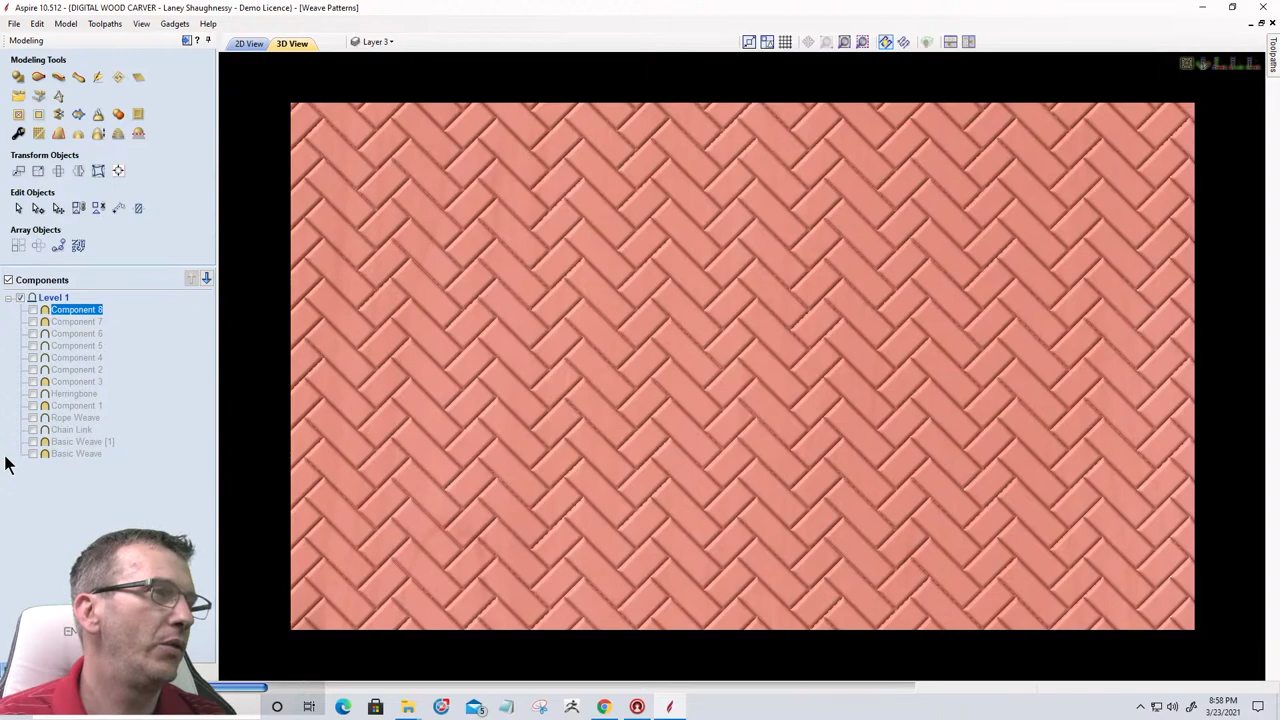 Aspire 10.512 - {DIGITAL WOOD CARVER - Laney Shaughnessy - Demo Licence} - [Weave Patterns]
File Edit Model Toolpaths View Gadgets Help
Modeling
2D View 3D View Layer 3
Toolpaths
Modeling Tools
Transform Objects
Edit Objects
Array Objects
Components
Level 1
Component 8
Component 7
Component 6
Component 5
Component 4
Component 2
Component 3
Herringbone
Component 1
Rope Weave
Chain Link
Basic Weave [1]
Basic Weave
5
8:58 PM
3/23/2021